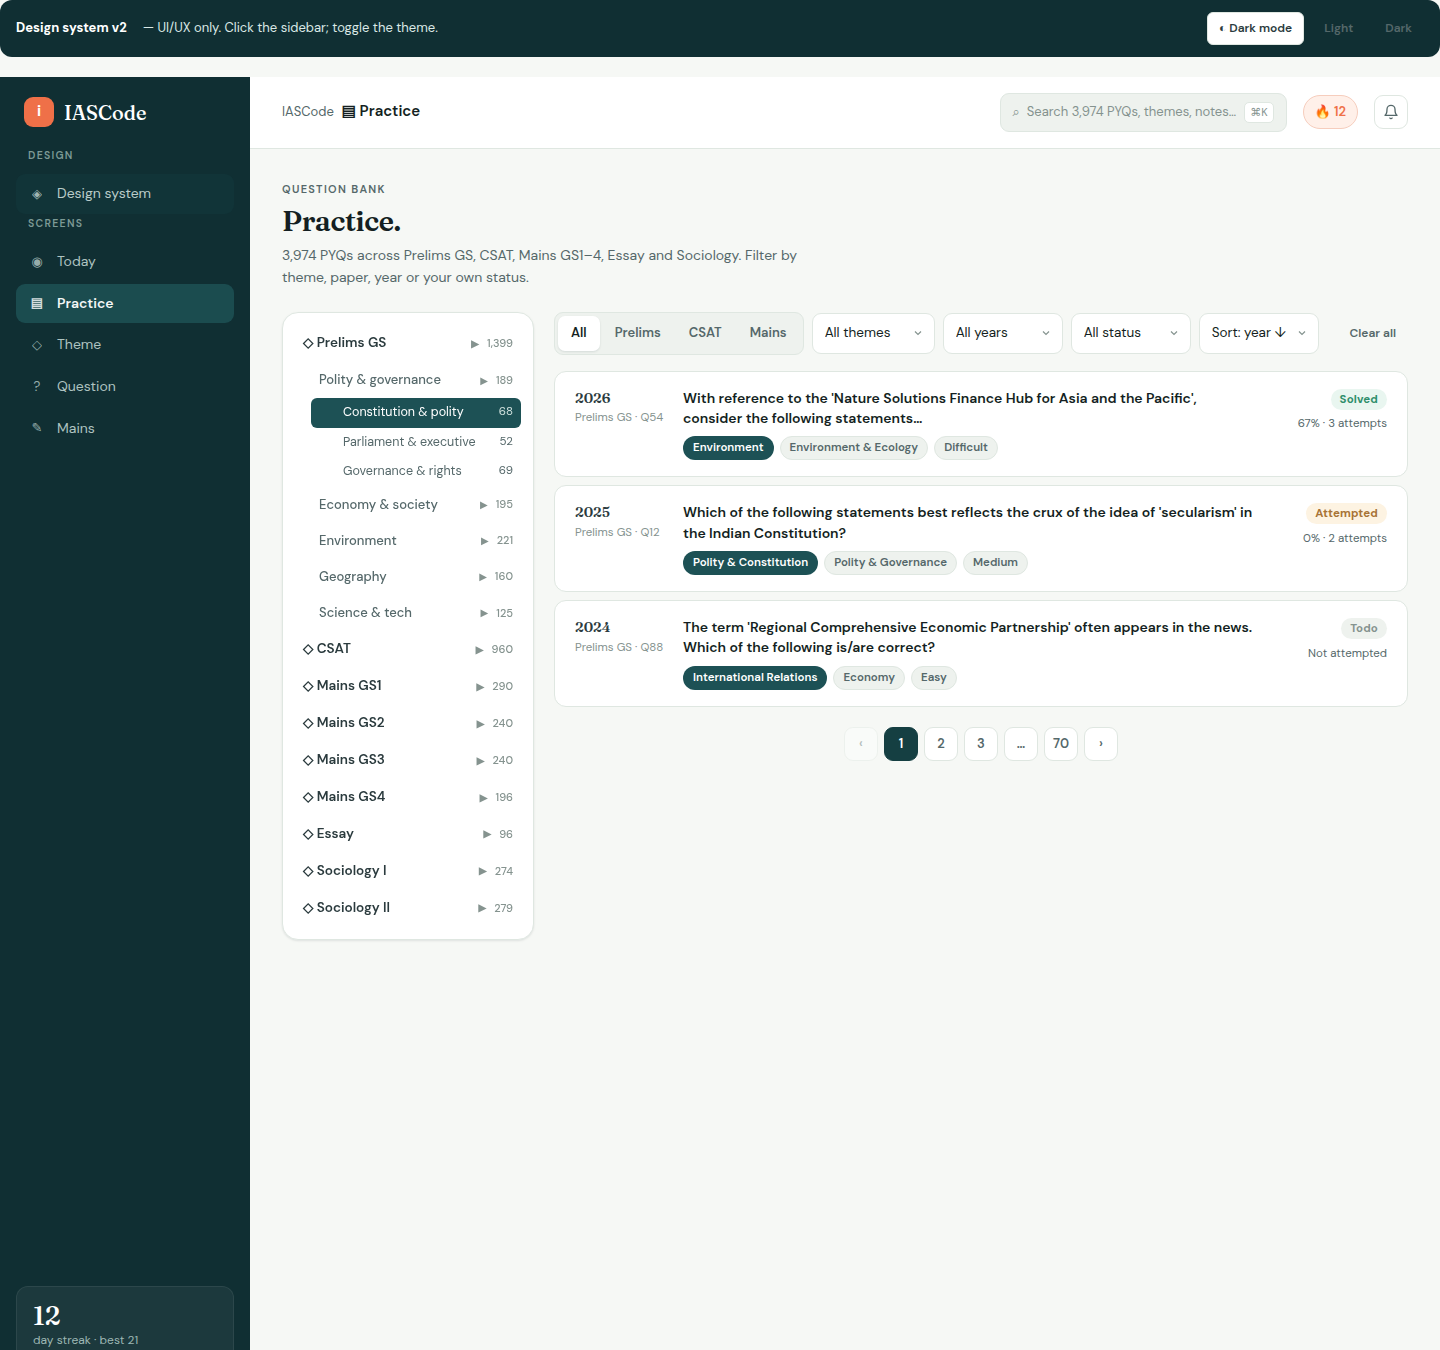 Design system v2 — UI/UX only. Click the sidebar; toggle the theme.
Dark mode Light Dark
i IASCode
DESIGN
Design system
SCREENS
Today
Practice
Theme
? Question
Mains
12
day streak · best 21
IASCode Practice
Search 3,974 PYQs, themes, notes... ⌘K
🔥 12
QUESTION BANK
Practice.
3,974 PYQs across Prelims GS, CSAT, Mains GS1–4, Essay and Sociology. Filter by
theme, paper, year or your own status.
Prelims GS 1,399
Polity & governance 189
Constitution & polity 68
Parliament & executive 52
Governance & rights 69
Economy & society 195
Environment 221
Geography 160
Science & tech 125
CSAT 960
Mains GS1 290
Mains GS2 240
Mains GS3 240
Mains GS4 196
Essay 96
Sociology I 274
Sociology II 279
All Prelims CSAT Mains
All themes
All years
All status
Sort: year ↓
Clear all
2026
Prelims GS · Q54
With reference to the 'Nature Solutions Finance Hub for Asia and the Pacific',
consider the following statements...
Environment Environment & Ecology Difficult
Solved
67% · 3 attempts
2025
Prelims GS · Q12
Which of the following statements best reflects the crux of the idea of 'secularism' in
the Indian Constitution?
Polity & Constitution Polity & Governance Medium
Attempted
0% · 2 attempts
2024
Prelims GS · Q88
The term 'Regional Comprehensive Economic Partnership' often appears in the news.
Which of the following is/are correct?
International Relations Economy Easy
Todo
Not attempted
‹ 1 2 3 ... 70 ›